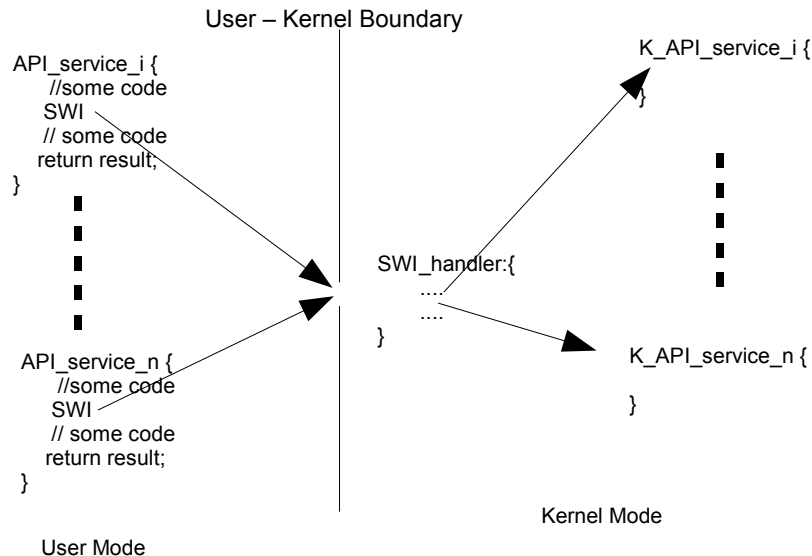 User – Kernel Boundary
API_service_i {
//some code
SWI
// some code
return result;
}
API_service_n {
//some code
SWI
// some code
return result;
}
User Mode
SWI_handler:{
....
....
}
K_API_service_i {
}
K_API_service_n {
}
Kernel Mode